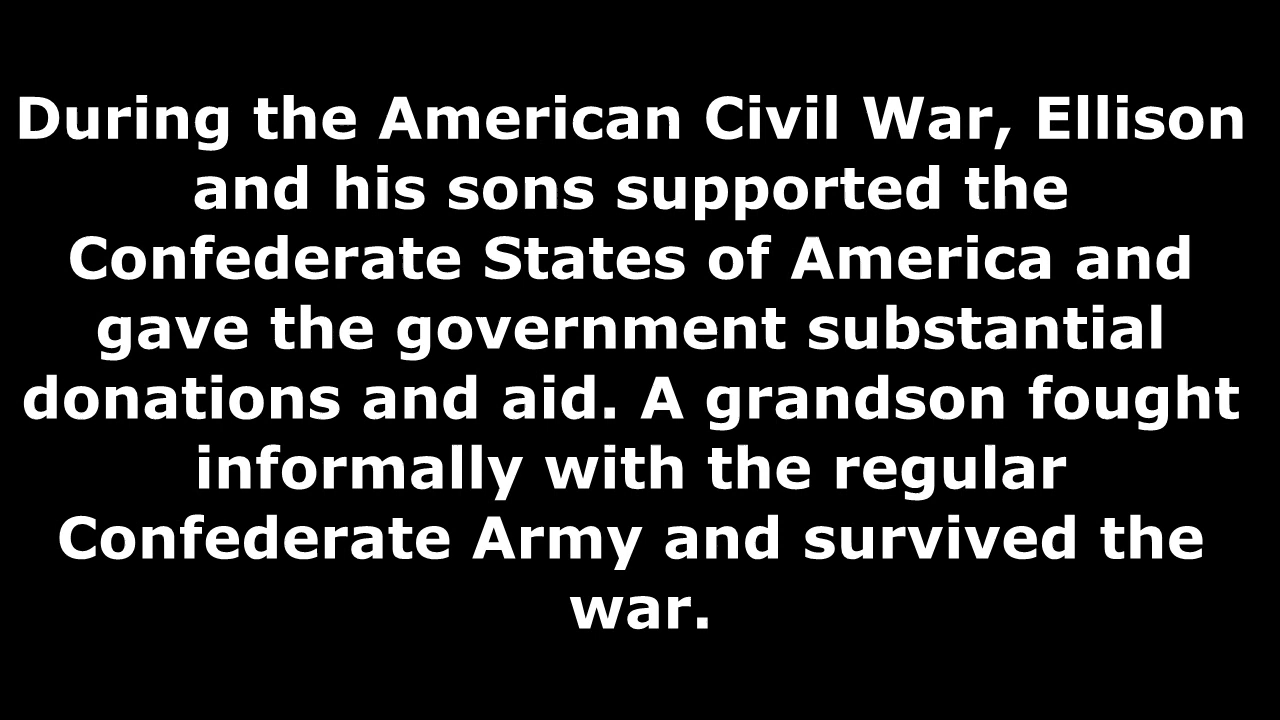 During the American Civil War, Ellison
and his sons supported the
Confederate States of America and
gave the government substantial
donations and aid. A grandson fought
informally with the regular
Confederate Army and survived the
war.